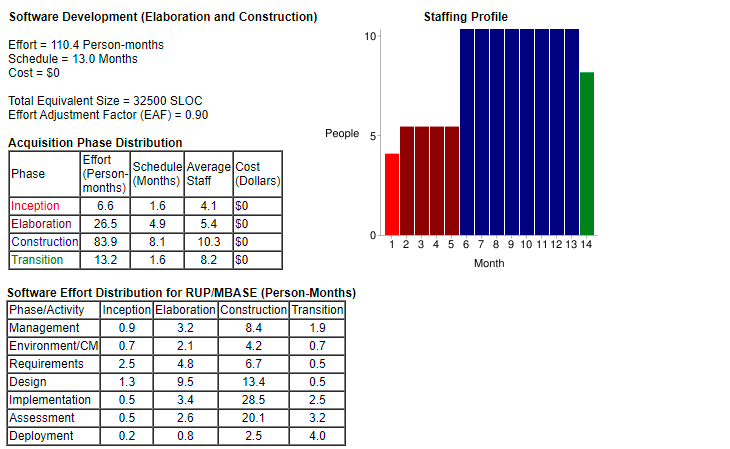 Software Development (Elaboration and Construction)
Effort = 110.4 Person-months
Schedule = 13.0 Months
Cost = $0
Total Equivalent Size = 32500 SLOC
Effort Adjustment Factor (EAF) = 0.90
Acquisition Phase Distribution
Phase Effort (Person-months) Schedule (Months) Average Staff Cost (Dollars)
Inception 6.6 1.6 4.1 $0
Elaboration 26.5 4.9 5.4 $0
Construction 83.9 8.1 10.3 $0
Transition 13.2 1.6 8.2 $0
Staffing Profile
10
People 5
0
1 2 3 4 5 6 7 8 9 10 11 12 13 14
Month
Software Effort Distribution for RUP/MBASE (Person-Months)
Phase/Activity Inception Elaboration Construction Transition
Management 0.9 3.2 8.4 1.9
Environment/CM 0.7 2.1 4.2 0.7
Requirements 2.5 4.8 6.7 0.5
Design 1.3 9.5 13.4 0.5
Implementation 0.5 3.4 28.5 2.5
Assessment 0.5 2.6 20.1 3.2
Deployment 0.2 0.8 2.5 4.0